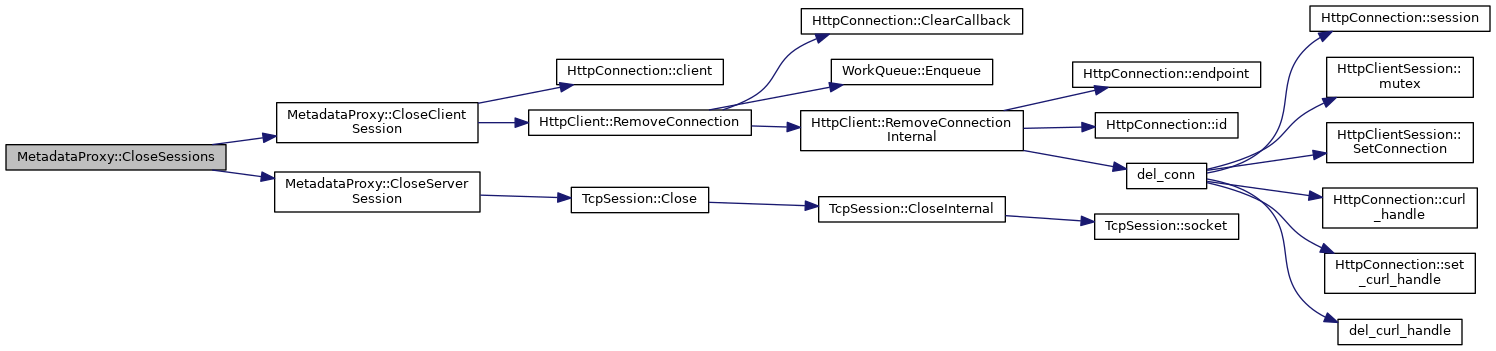 MetadataProxy::CloseSessions
MetadataProxy::CloseClient
Session
MetadataProxy::CloseServer
Session
HttpConnection::client
HttpClient::RemoveConnection
TcpSession::Close
HttpConnection::ClearCallback
WorkQueue::Enqueue
HttpClient::RemoveConnection
Internal
TcpSession::CloseInternal
HttpConnection::endpoint
HttpConnection::id
del_conn
TcpSession::socket
HttpConnection::session
HttpClientSession::
mutex
HttpClientSession::
SetConnection
HttpConnection::curl
_handle
HttpConnection::set
_curl_handle
del_curl_handle